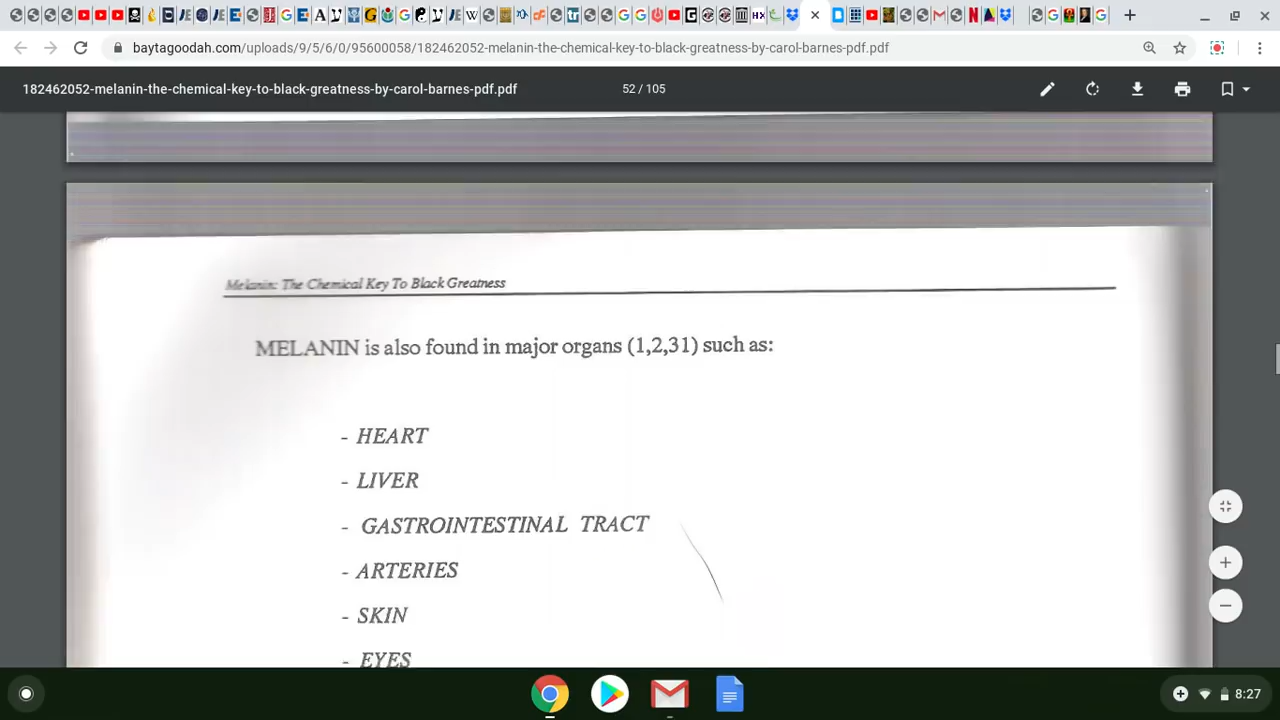 baytagoodah.com/uploads/9/5/6/0/95600058/182462052-melanin-the-chemical-key-to-black-greatness-by-carol-barnes-pdf.pdf
182462052-melanin-the-chemical-key-to-black-greatness-by-carol-barnes-pdf.pdf
52 / 105
Melanin: The Chemical Key To Black Greatness
MELANIN is also found in major organs (1,2,31) such as:
- HEART
- LIVER
- GASTROINTESTINAL TRACT
- ARTERIES
- SKIN
- EYES
8:27